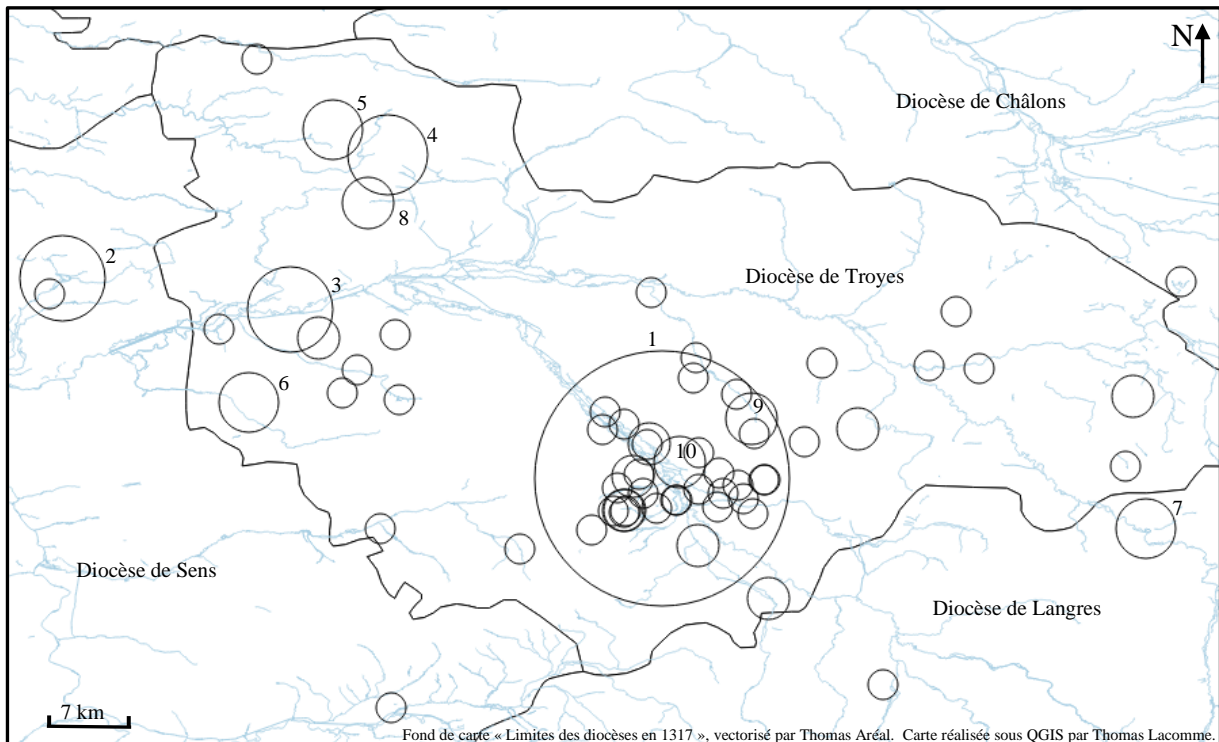 N
Diocèse de Châlons
5
4
8
2
Diocèse de Troyes
3
1
6
9
10
7
Diocèse de Sens
Diocèse de Langres
7 km
Fond de carte « Limites des diocèses en 1317 », vectorisé par Thomas Aréal. Carte réalisée sous QGIS par Thomas Lacomme.